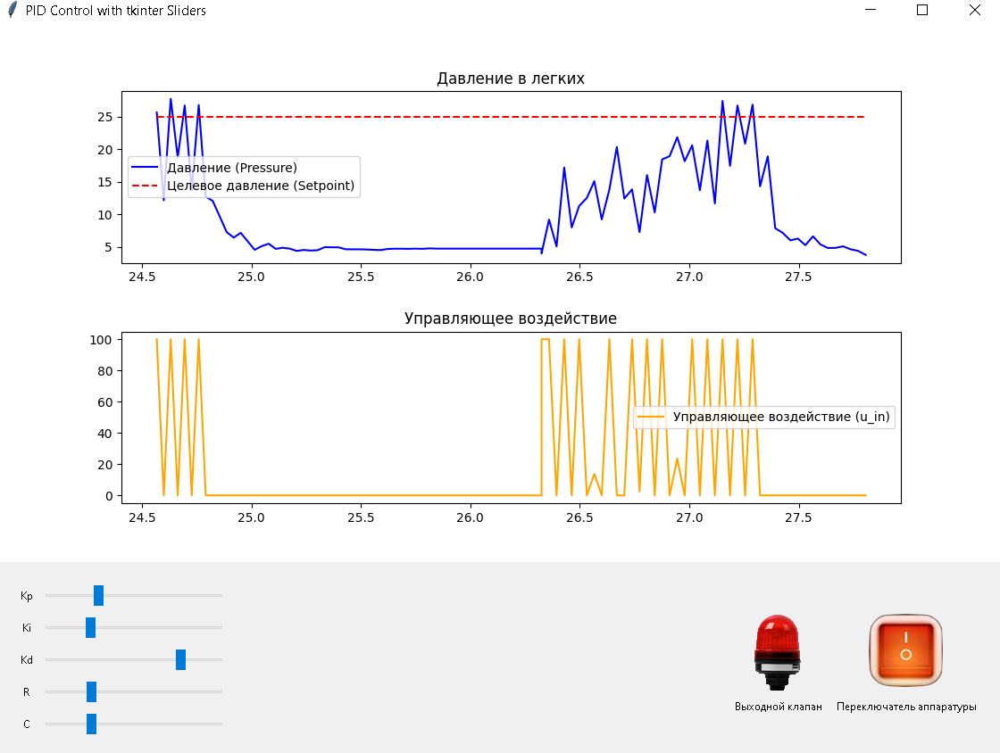 PID Control with tkinter Sliders
Давление в легких
25
20
15
10
5
Давление (Pressure)
Целевое давление (Setpoint)
24.5 25.0 25.5 26.0 26.5 27.0 27.5
Управляющее воздействие
100
80
60
40
20
0
Управляющее воздействие (u_in)
24.5 25.0 25.5 26.0 26.5 27.0 27.5
Kp
Ki
Kd
R
C
Выходной клапан
Переключатель аппаратуры